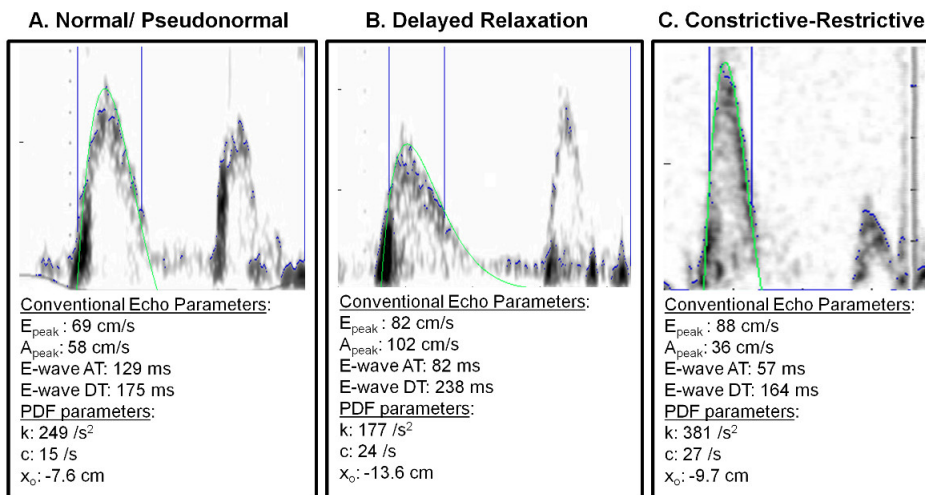 A. Normal/ Pseudonormal
Conventional Echo Parameters:
Epeak : 69 cm/s
Apeak: 58 cm/s
E-wave AT: 129 ms
E-wave DT: 175 ms
PDF parameters:
k: 249 /s²
c: 15 /s
xo: -7.6 cm
B. Delayed Relaxation
Conventional Echo Parameters:
Epeak : 82 cm/s
Apeak: 102 cm/s
E-wave AT: 82 ms
E-wave DT: 238 ms
PDF parameters:
k: 177 /s²
c: 24 /s
xo: -13.6 cm
C. Constrictive-Restrictive
Conventional Echo Parameters:
Epeak : 88 cm/s
Apeak: 36 cm/s
E-wave AT: 57 ms
E-wave DT: 164 ms
PDF parameters:
k: 381 /s²
c: 27 /s
xo: -9.7 cm